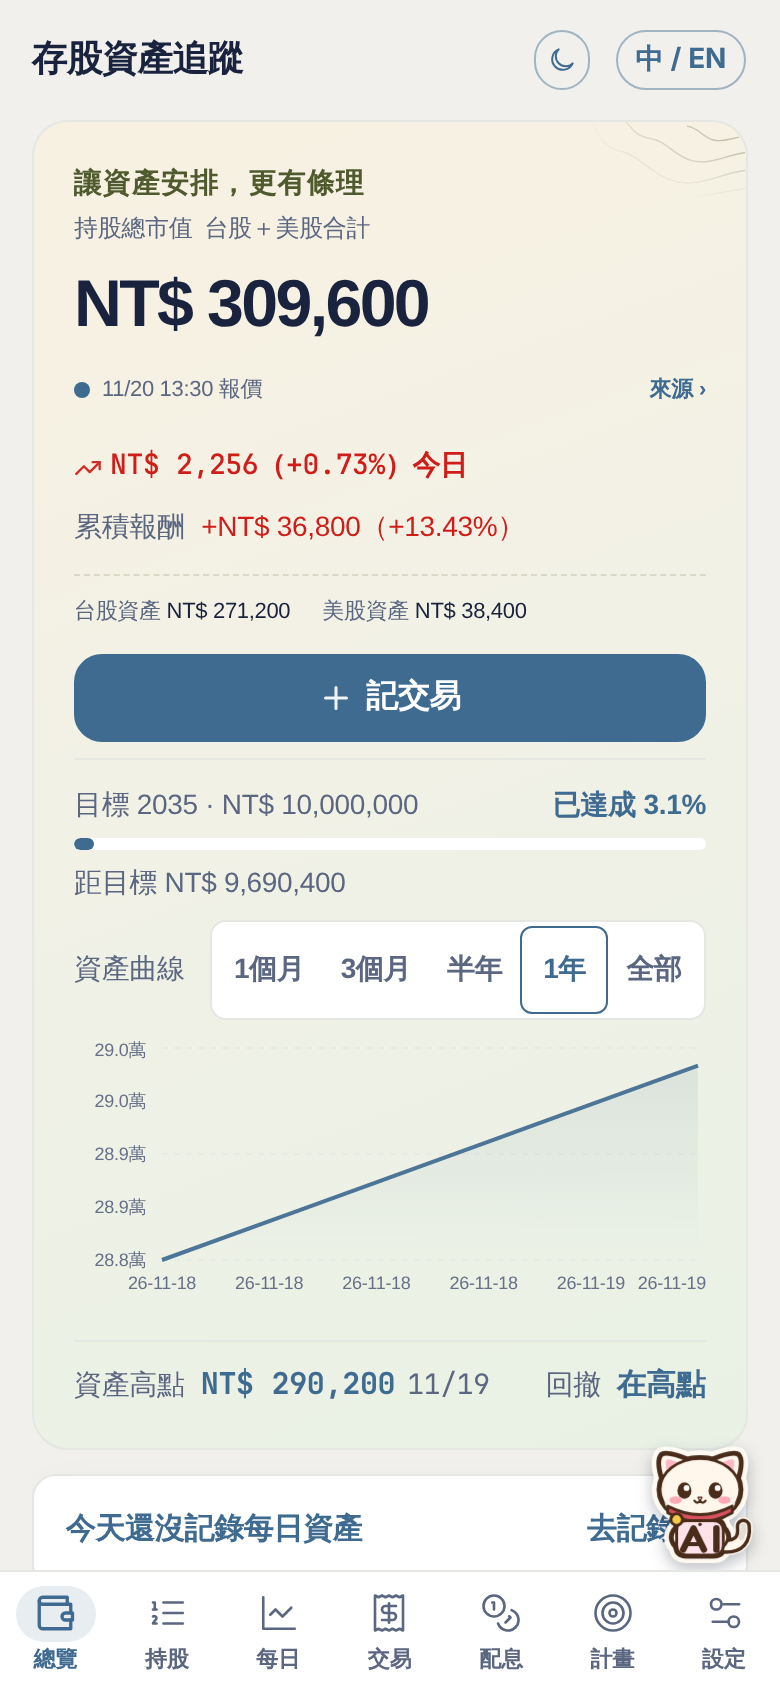 存股資產追蹤
中 / EN
讓資產安排，更有條理
持股總市值 台股＋美股合計
NT$ 309,600
11/20 13:30 報價
來源 ›
NT$ 2,256（+0.73%）今日
累積報酬 +NT$ 36,800（+13.43%）
台股資產 NT$ 271,200 美股資產 NT$ 38,400
＋ 記交易
目標 2035 · NT$ 10,000,000
已達成 3.1%
距目標 NT$ 9,690,400
資產曲線
1個月 3個月 半年 1年 全部
29.0萬
29.0萬
28.9萬
28.9萬
28.8萬
26-11-18 26-11-18 26-11-18 26-11-18 26-11-19 26-11-19
資產高點 NT$ 290,200 11/19
回撤 在高點
今天還沒記錄每日資產
去記錄
AI
總覽 持股 每日 交易 配息 計畫 設定